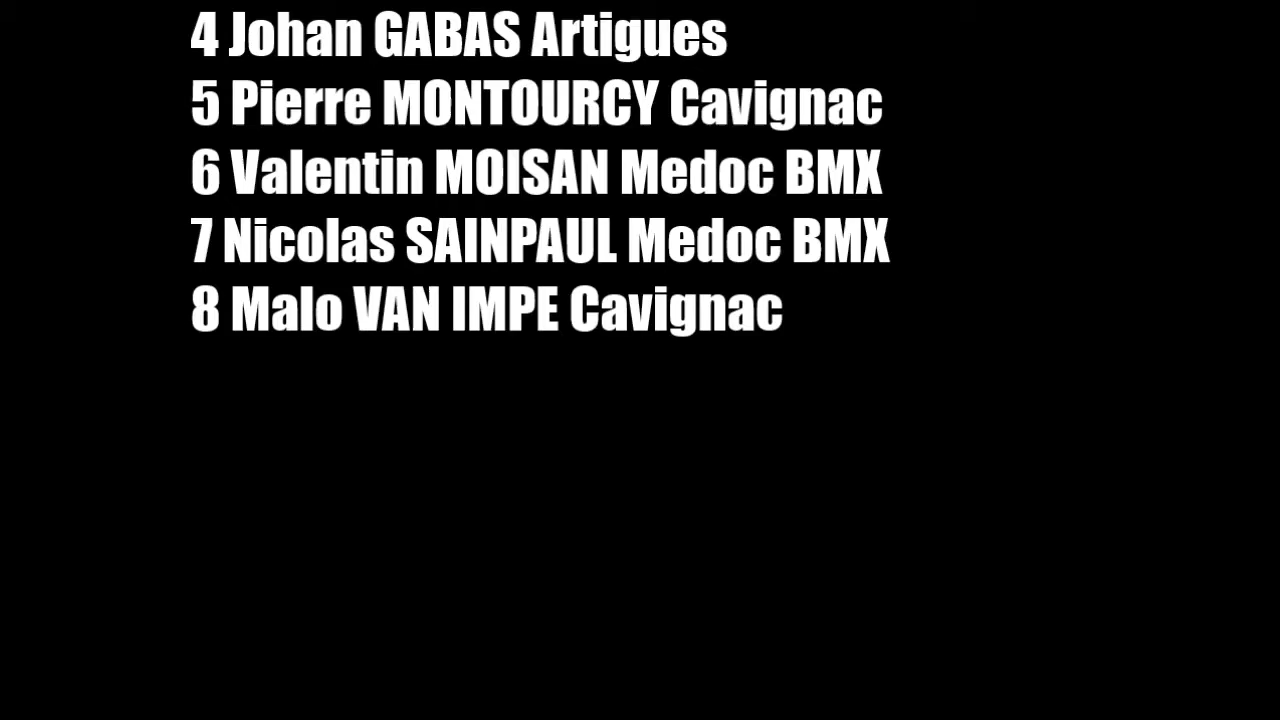 4 Johan GABAS Artigues
5 Pierre MONTOURCY Cavignac
6 Valentin MOISAN Medoc BMX
7 Nicolas SAINPAUL Medoc BMX
8 Malo VAN IMPE Cavignac